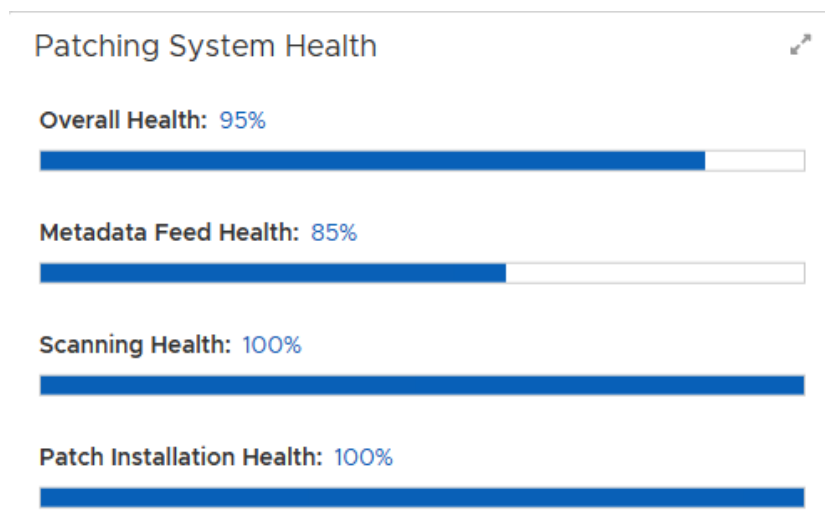 Patching System Health
Overall Health: 95%
Metadata Feed Health: 85%
Scanning Health: 100%
Patch Installation Health: 100%